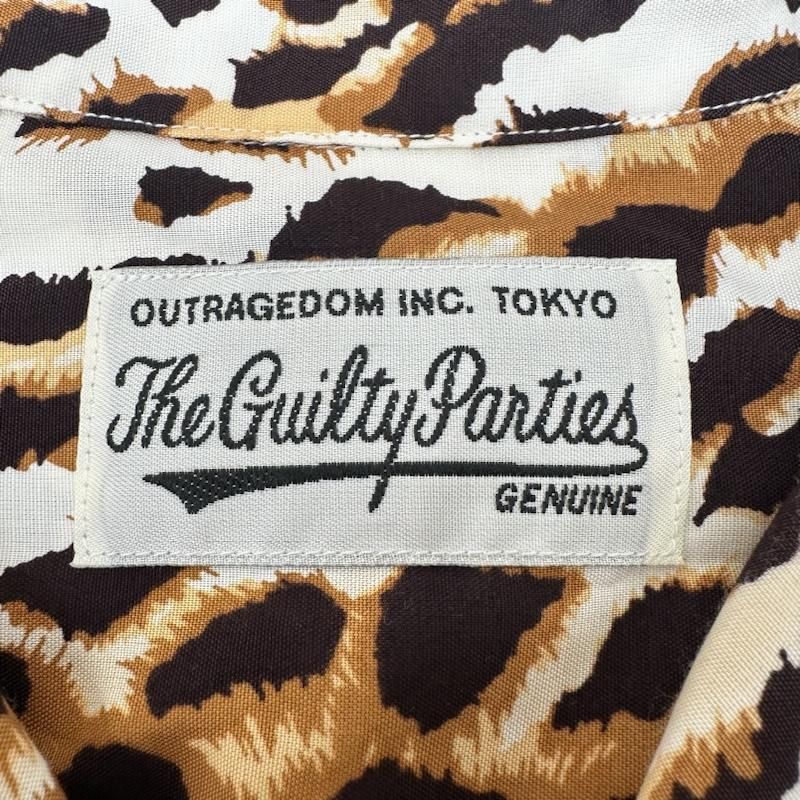 OUTRAGEDOM INC. TOKYO
The Guilty Parties
GENUINE